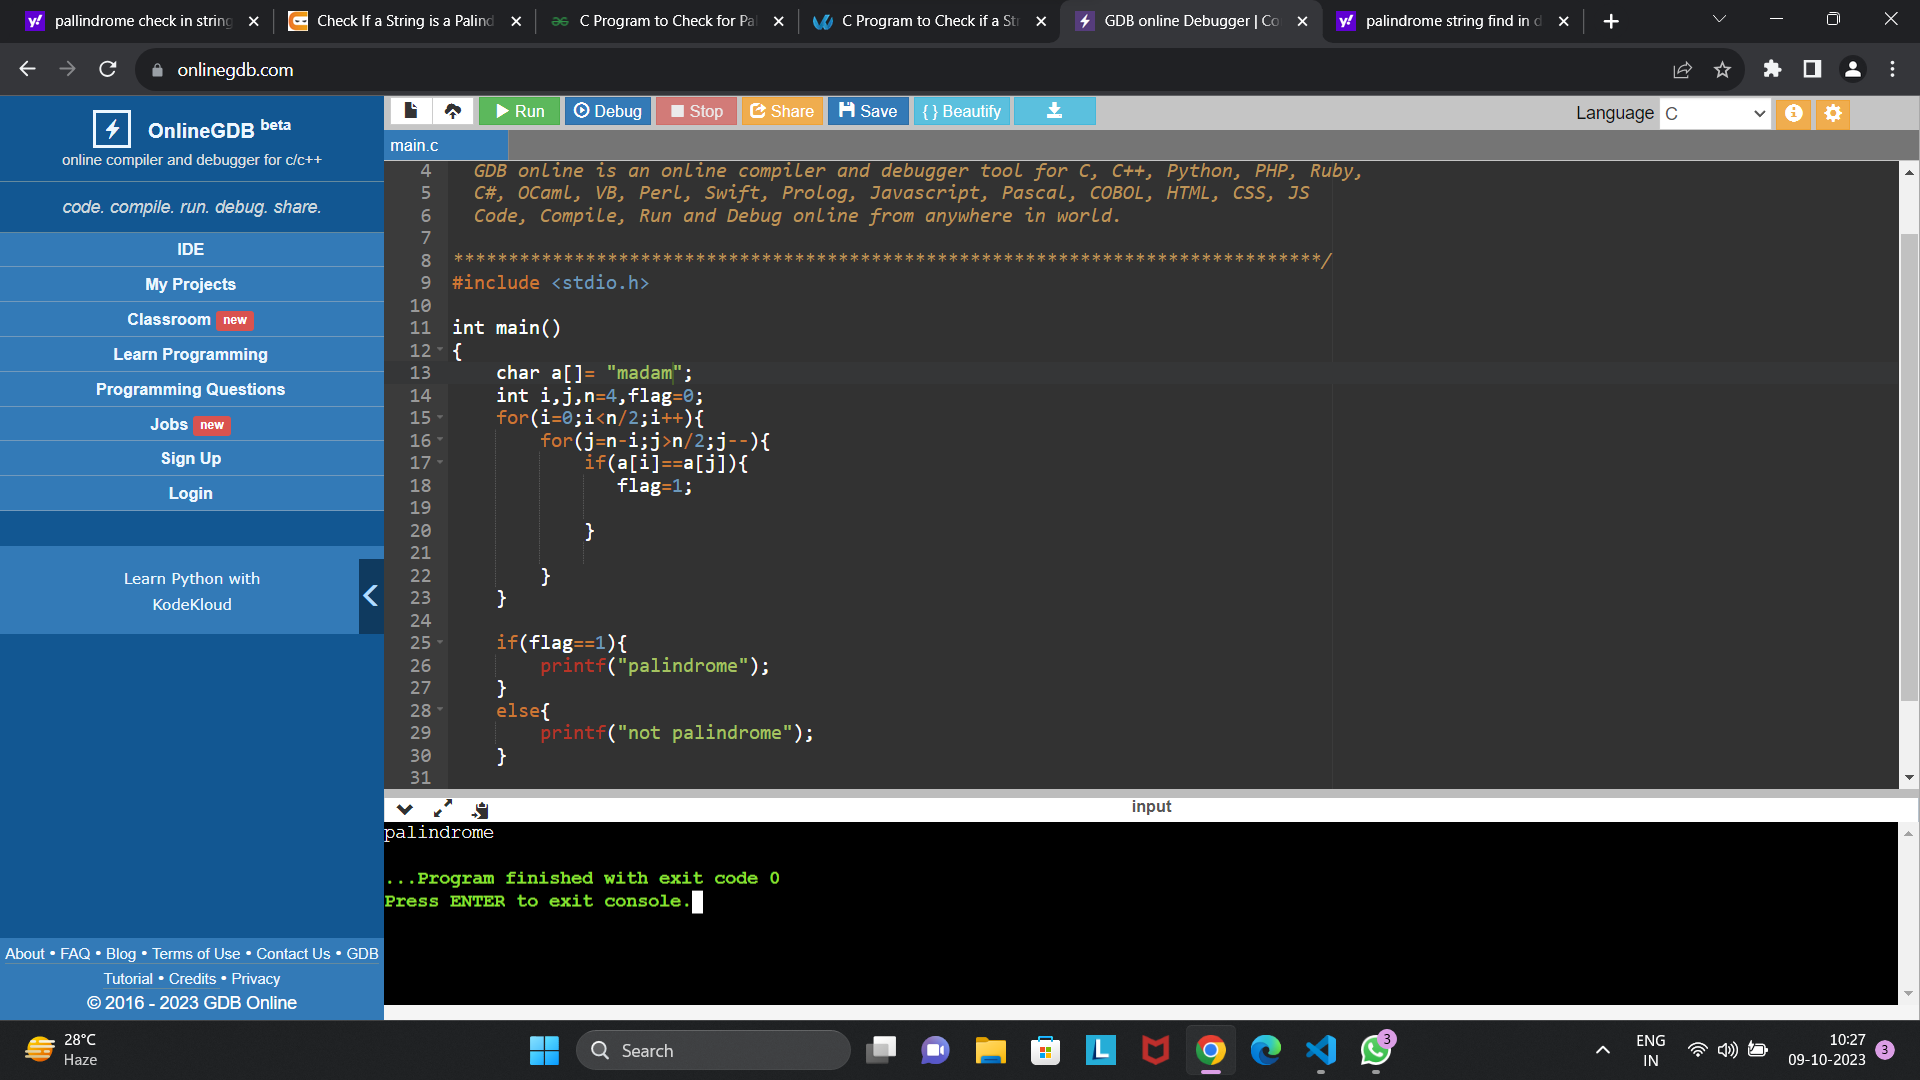 pallindrome check in string
Check If a String is a Palind
C Program to Check for Pal
C Program to Check if a St
GDB online Debugger | Co
palindrome string find in d
onlinegdb.com
OnlineGDB beta
online compiler and debugger for c/c++
code. compile. run. debug. share.
IDE
My Projects
Classroom new
Learn Programming
Programming Questions
Jobs new
Sign Up
Login
Learn Python with
KodeKloud
About • FAQ • Blog • Terms of Use • Contact Us • GDB
Tutorial • Credits • Privacy
© 2016 - 2023 GDB Online
Run Debug Stop Share Save { } Beautify
Language C
main.c
4 GDB online is an online compiler and debugger tool for C, C++, Python, PHP, Ruby,
5 C#, OCaml, VB, Perl, Swift, Prolog, Javascript, Pascal, COBOL, HTML, CSS, JS
6 Code, Compile, Run and Debug online from anywhere in world.
7
8 *******************************************************************************/
9 #include <stdio.h>
10
11 int main()
12 {
13 char a[]= "madam";
14 int i,j,n=4,flag=0;
15 for(i=0;i<n/2;i++){
16 for(j=n-i;j>n/2;j--){
17 if(a[i]==a[j]){
18 flag=1;
19
20 }
21
22 }
23 }
24
25 if(flag==1){
26 printf("palindrome");
27 }
28 else{
29 printf("not palindrome");
30 }
31
input
palindrome
...Program finished with exit code 0
Press ENTER to exit console.
28°C
Haze
Search
L
3
ENG
IN
10:27
09-10-2023
3